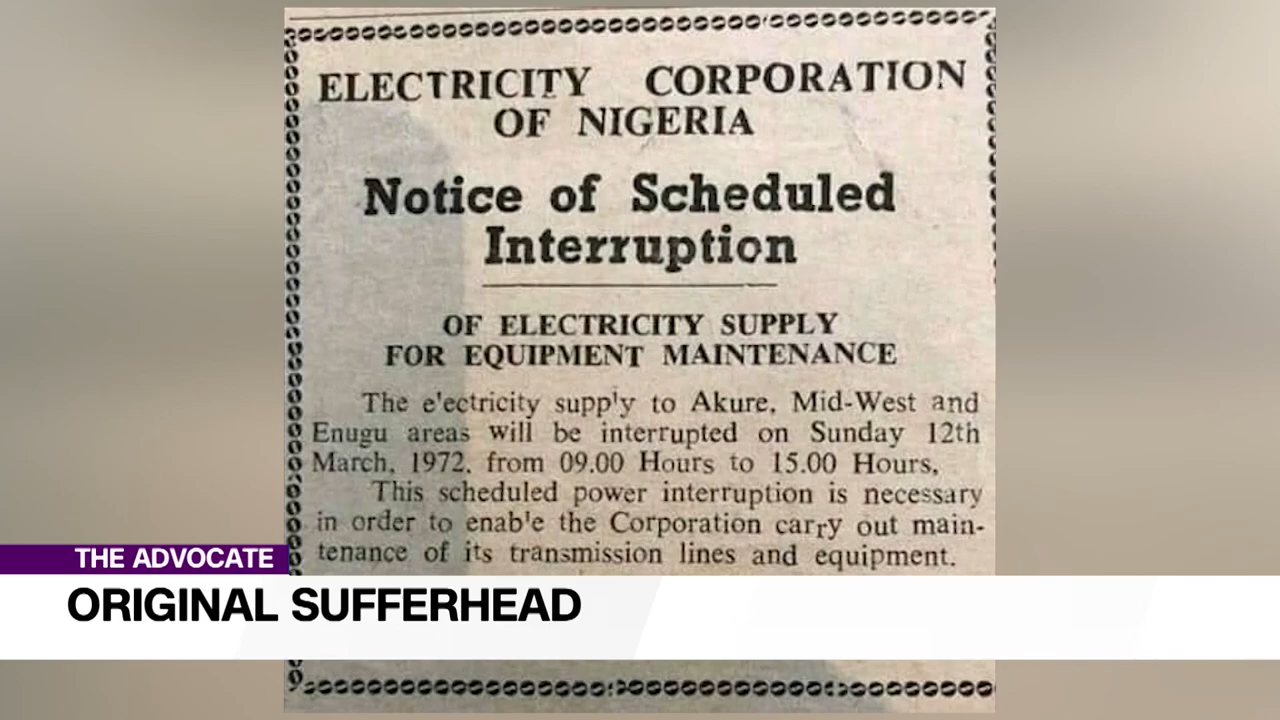 ELECTRICITY CORPORATION
OF NIGERIA
Notice of Scheduled
Interruption
OF ELECTRICITY SUPPLY
FOR EQUIPMENT MAINTENANCE
The e'ectricity supp'y to Akure, Mid-West and
Enugu areas will be interrupted on Sunday 12th
March, 1972, from 09.00 Hours to 15.00 Hours,
This scheduled power interruption is necessary
in order to enab'e the Corporation carry out main-
tenance of its transmission lines and equipment.
THE ADVOCATE
ORIGINAL SUFFERHEAD